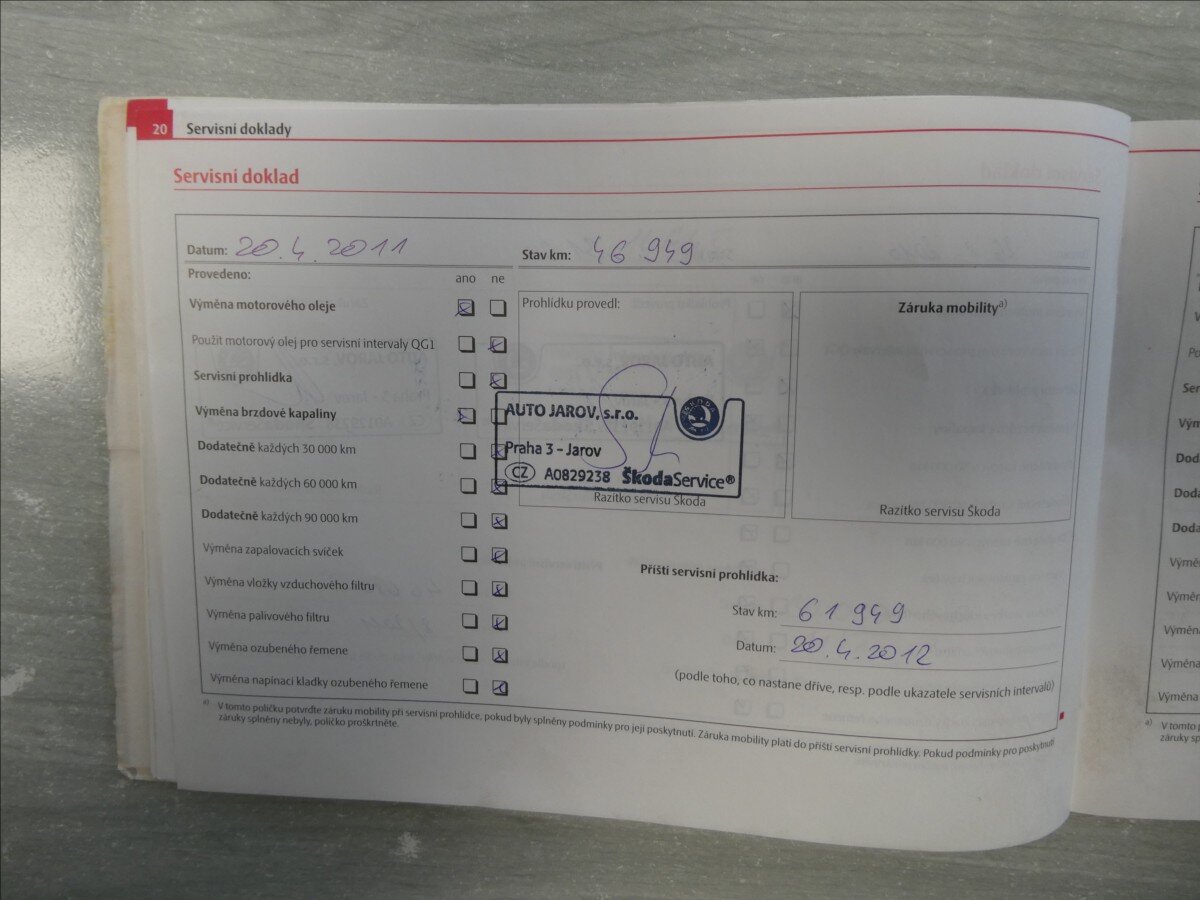 20 Servisní doklady
Servisní doklad
Datum: 20.4.2011 Stav km: 46 949
Provedeno: ano ne
Výměna motorového oleje
Použit motorový olej pro servisní intervaly QG1
Servisní prohlídka
Výměna brzdové kapaliny
Dodatečně každých 30 000 km
Dodatečně každých 60 000 km
Dodatečně každých 90 000 km
Výměna zapalovacích svíček
Výměna vložky vzduchového filtru
Výměna palivového filtru
Výměna ozubeného řemene
Výměna napínací kladky ozubeného řemene
Prohlídku provedl:
AUTO JAROV, s.r.o.
ŠKODA
Praha 3 - Jarov
CZ A0829238 ŠkodaService®
Razítko servisu Škoda
Záruka mobility a)
Razítko servisu Škoda
Příští servisní prohlídka:
Stav km: 61 949
Datum: 20.4.2012
(podle toho, co nastane dříve, resp. podle ukazatele servisních intervalů)
a) V tomto políčku potvrďte záruku mobility při servisní prohlídce, pokud byly splněny podmínky pro její poskytnutí. Záruka mobility platí do příští servisní prohlídky. Pokud podmínky pro poskytnutí
záruky splněny nebyly, políčko proškrtněte.
a) V tomto
záruky